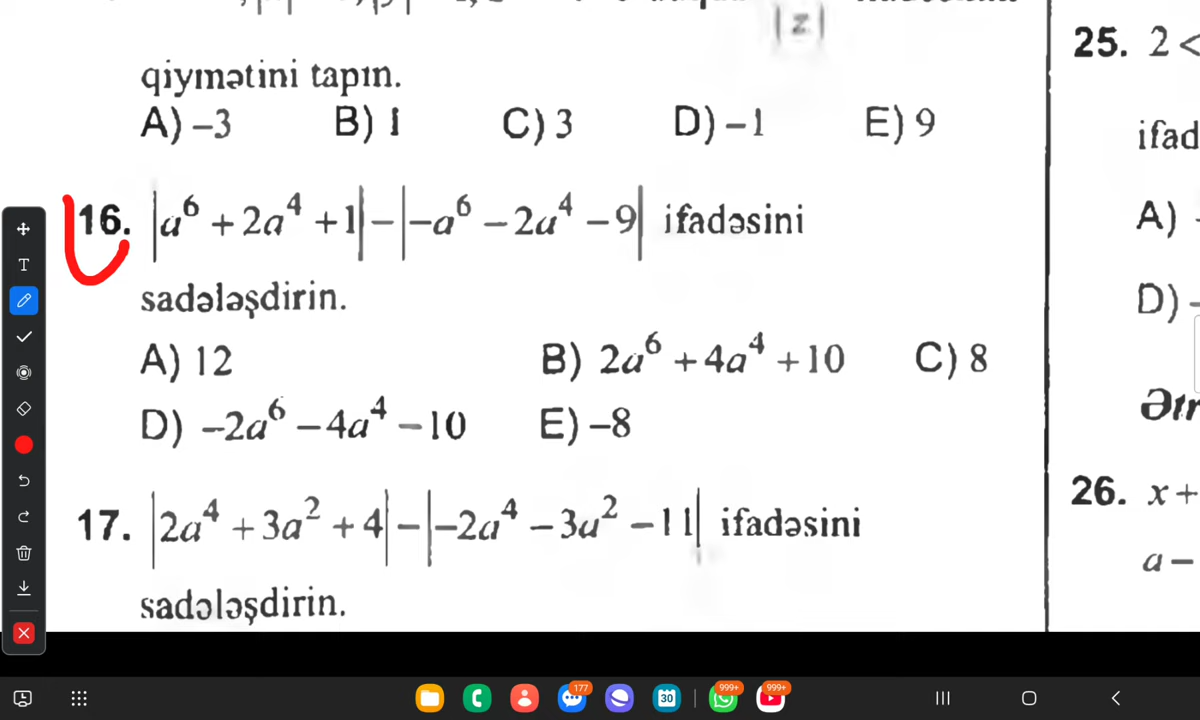 |z|
qiymətini tapın.
A) −3 B) 1 C) 3 D) −1 E) 9
16. |a⁶ + 2a⁴ + 1| − |−a⁶ − 2a⁴ − 9| ifadəsini
sadələşdirin.
A) 12 B) 2a⁶ + 4a⁴ + 10 C) 8
D) −2a⁶ − 4a⁴ − 10 E) −8
17. |2a⁴ + 3a² + 4| − |−2a⁴ − 3a² − 11| ifadəsini
sadələşdirin.
25. 2 <
ifad
A)
D) -
Ətr
26. x +
a −
T
177
30
999+
999+